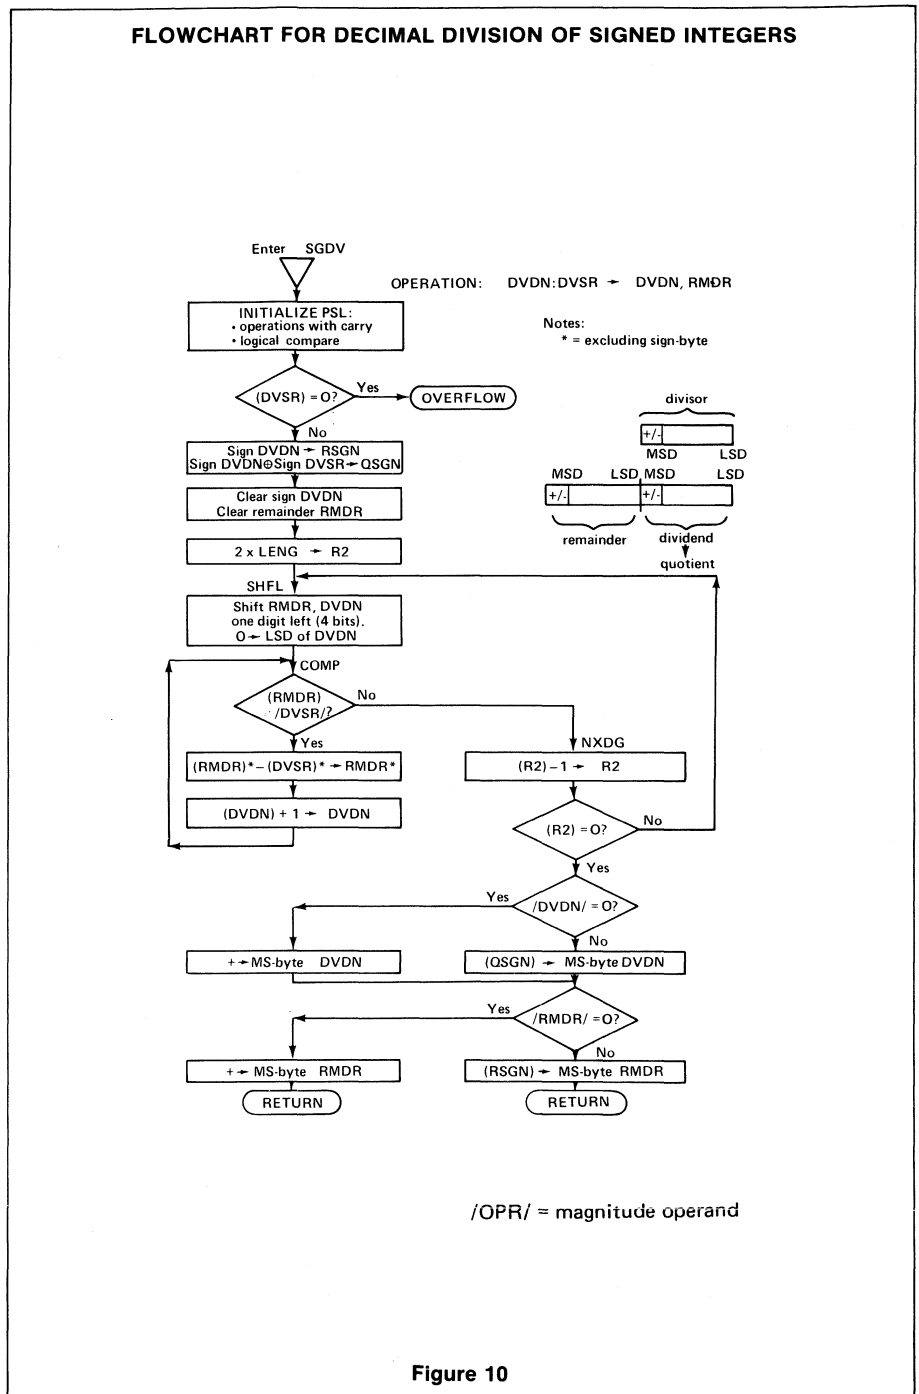 FLOWCHART FOR DECIMAL DIVISION OF SIGNED INTEGERS
Enter SGDV
OPERATION: DVDN:DVSR → DVDN, RMDR
INITIALIZE PSL:
• operations with carry
• logical compare
Notes:
* = excluding sign-byte
(DVSR) = O?
Yes
OVERFLOW
No
divisor
+/-
MSD LSD
Sign DVDN → RSGN
Sign DVDN⊕Sign DVSR→QSGN
MSD LSD MSD LSD
+/- +/-
Clear sign DVDN
Clear remainder RMDR
remainder dividend
quotient
2 x LENG → R2
SHFL
Shift RMDR, DVDN
one digit left (4 bits).
O→ LSD of DVDN
COMP
(RMDR)
/DVSR/?
No
Yes
(RMDR)*–(DVSR)*→RMDR*
(DVDN) + 1 → DVDN
NXDG
(R2)–1 → R2
(R2) = O?
No
Yes
/DVDN/ = O?
Yes
No
+→MS-byte DVDN
(QSGN) → MS-byte DVDN
/RMDR/ = O?
Yes
No
+→ MS-byte RMDR
(RSGN) → MS-byte RMDR
RETURN
RETURN
/OPR/ = magnitude operand
Figure 10